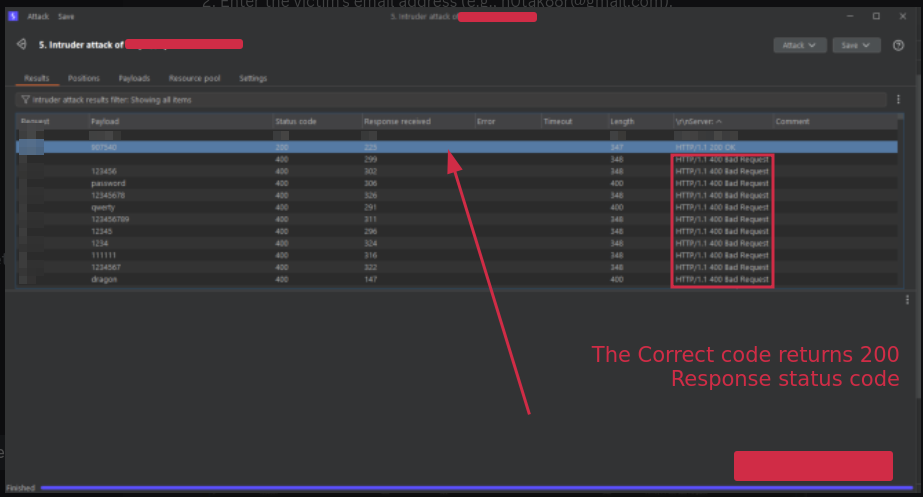 2. Enter the victim's email address (e.g., n0tak00r@gmail.com).
Attack Save
5. Intruder attack of
5. Intruder attack of
Attack Save
Results Positions Payloads Resource pool Settings
Intruder attack results filter: Showing all items
Request Payload Status code Response received Error Timeout Length \r\nServer: Comment
907540 200 225 347 HTTP/1.1 200 OK
400 299 348 HTTP/1.1 400 Bad Request
123456 400 302 348 HTTP/1.1 400 Bad Request
password 400 306 400 HTTP/1.1 400 Bad Request
12345678 400 326 348 HTTP/1.1 400 Bad Request
qwerty 400 291 400 HTTP/1.1 400 Bad Request
123456789 400 311 348 HTTP/1.1 400 Bad Request
12345 400 296 348 HTTP/1.1 400 Bad Request
1234 400 324 348 HTTP/1.1 400 Bad Request
111111 400 316 348 HTTP/1.1 400 Bad Request
1234567 400 322 348 HTTP/1.1 400 Bad Request
dragon 400 147 400 HTTP/1.1 400 Bad Request
The Correct code returns 200
Response status code
Finished